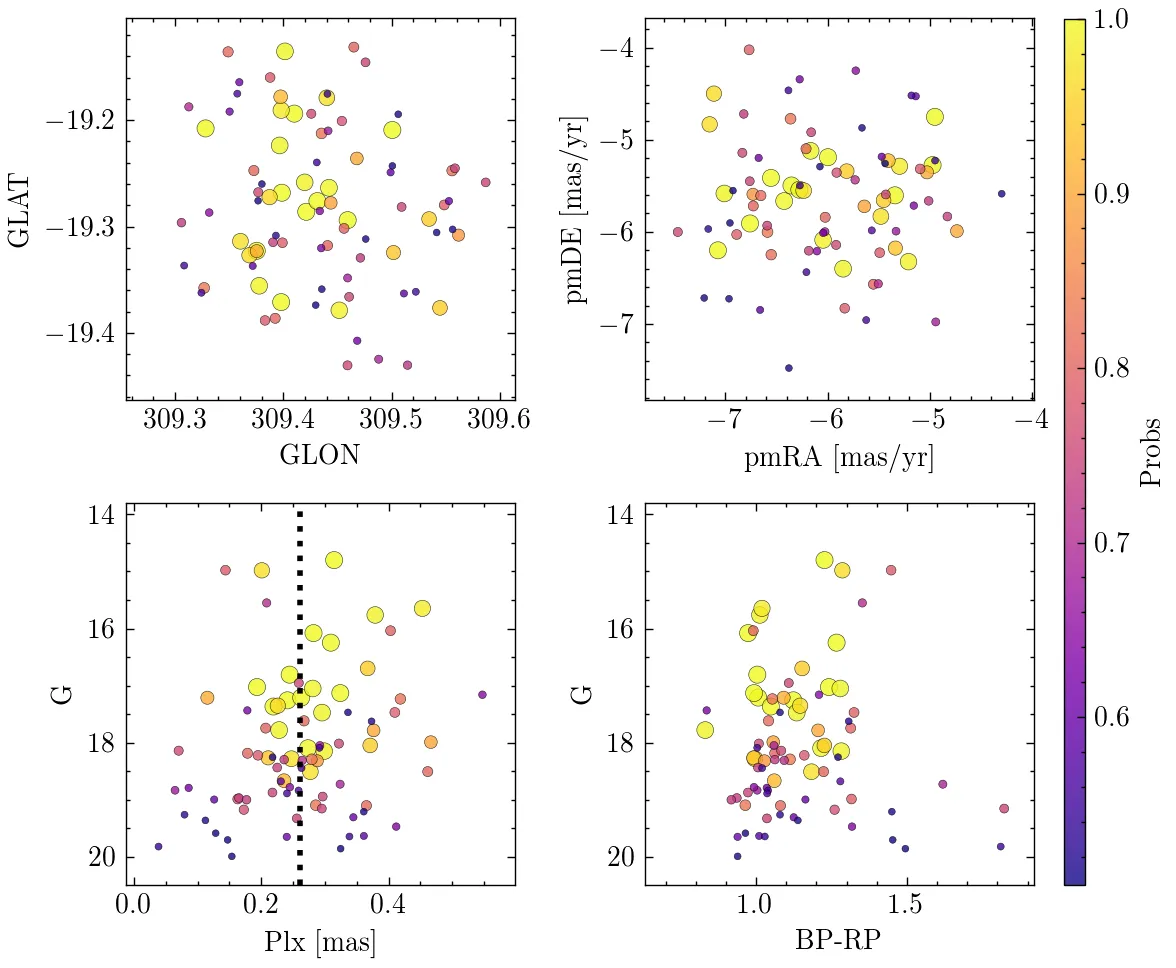 GLAT
−19.2
−19.3
−19.4
309.3 309.4 309.5 309.6
GLON
pmDE [mas/yr]
−4
−5
−6
−7
−7 −6 −5 −4
pmRA [mas/yr]
G
14
16
18
20
0.0 0.2 0.4
Plx [mas]
G
14
16
18
20
1.0 1.5
BP-RP
1.0
0.9
0.8
0.7
0.6
Probs